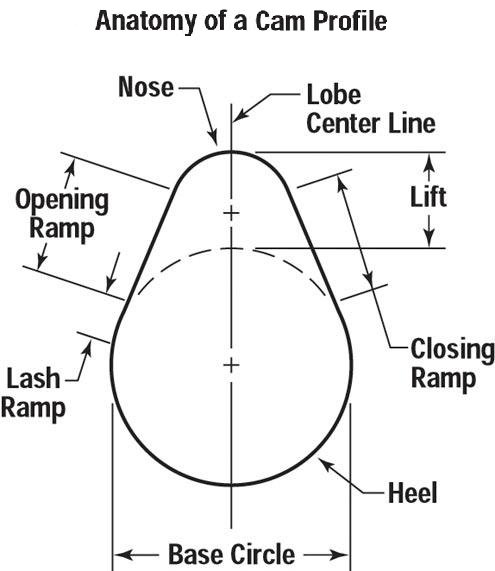 Anatomy of a Cam Profile
Nose
Lobe
Center Line
Opening
Ramp
Lift
Closing
Ramp
Lash
Ramp
Heel
Base Circle